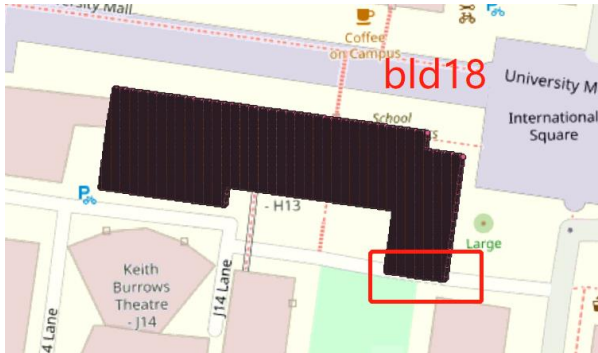 ersity Mall
Coffee
on Campus
bld18
University M
International
Square
School
- H13
Large
Keith
Burrows
Theatre
- J14
J14 Lane
4 Lane